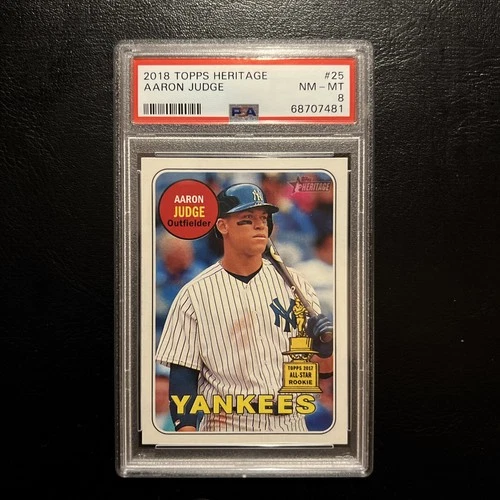 2018 TOPPS HERITAGE #25
AARON JUDGE NM – MT
8
PSA 68707481
HERITAGE
AARON
JUDGE
Outfielder
NY
NY
TOPPS 2017
ALL-STAR
ROOKIE
YANKEES